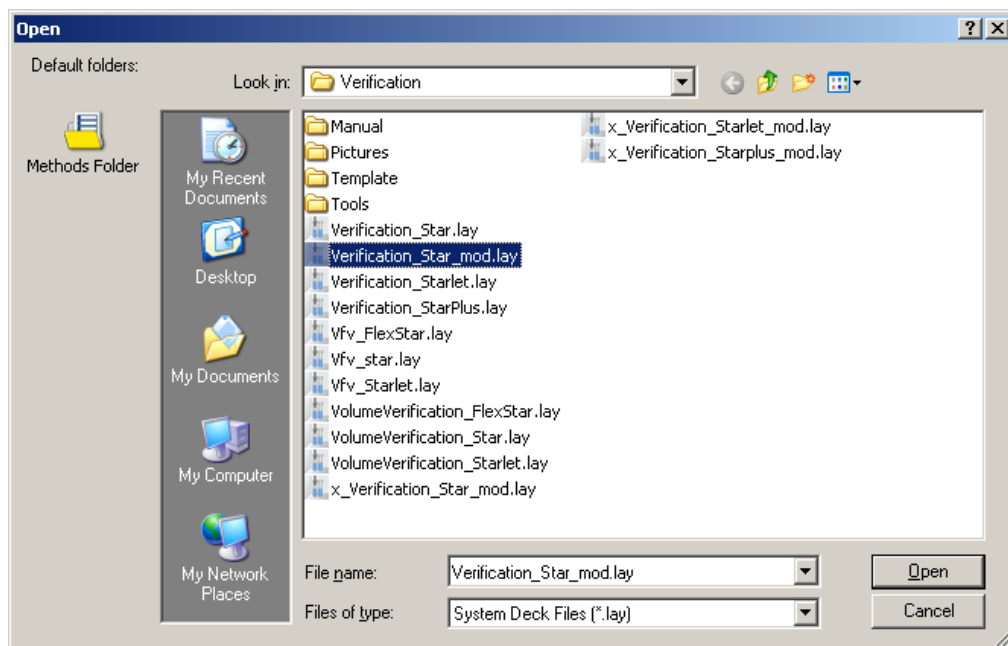 Open
Default folders:
Look in:
Verification
Methods Folder
My Recent
Documents
Desktop
My Documents
My Computer
My Network
Places
Manual
Pictures
Template
Tools
Verification_Star.lay
Verification_Star_mod.lay
Verification_Starlet.lay
Verification_StarPlus.lay
Vfv_FlexStar.lay
Vfv_star.lay
Vfv_Starlet.lay
VolumeVerification_FlexStar.lay
VolumeVerification_Star.lay
VolumeVerification_Starlet.lay
x_Verification_Star_mod.lay
x_Verification_Starlet_mod.lay
x_Verification_Starplus_mod.lay
File name:
Verification_Star_mod.lay
Open
Files of type:
System Deck Files (*.lay)
Cancel